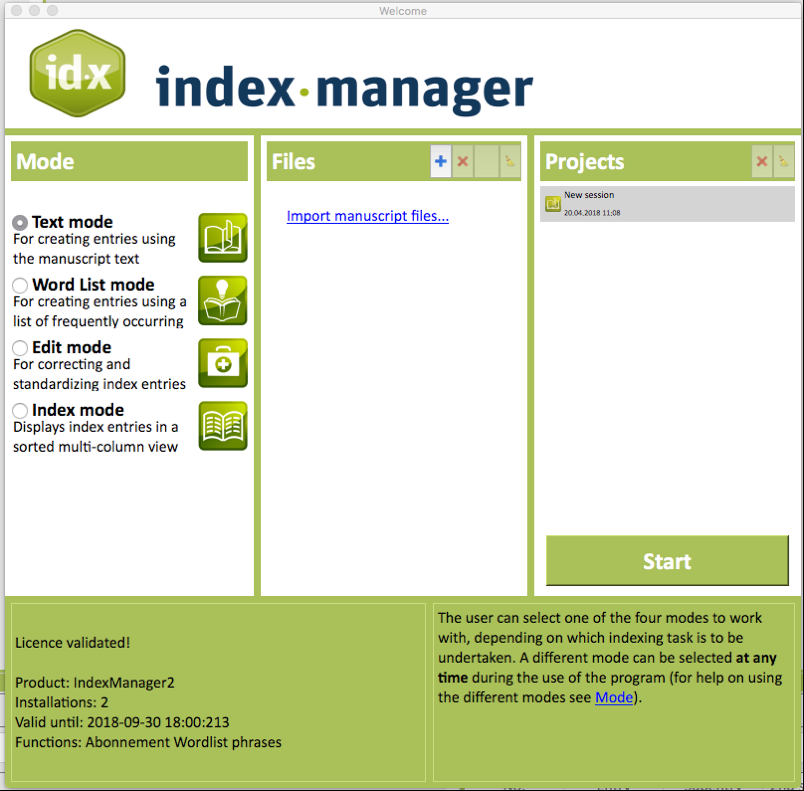 Welcome
id·x
index·manager
Mode
Text mode
For creating entries using
the manuscript text
Word List mode
For creating entries using a
list of frequently occurring
Edit mode
For correcting and
standardizing index entries
Index mode
Displays index entries in a
sorted multi-column view
Files
Import manuscript files...
Projects
New session
20.04.2018 11:08
Start
Licence validated!
Product: IndexManager2
Installations: 2
Valid until: 2018-09-30 18:00:213
Functions: Abonnement Wordlist phrases
The user can select one of the four modes to work
with, depending on which indexing task is to be
undertaken. A different mode can be selected at any
time during the use of the program (for help on using
the different modes see Mode).